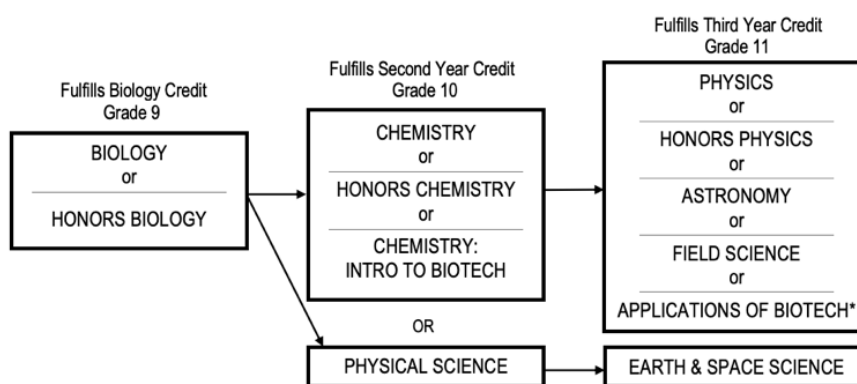 Fulfills Biology Credit
Grade 9
BIOLOGY
or
HONORS BIOLOGY
Fulfills Second Year Credit
Grade 10
CHEMISTRY
or
HONORS CHEMISTRY
or
CHEMISTRY:
INTRO TO BIOTECH
OR
PHYSICAL SCIENCE
Fulfills Third Year Credit
Grade 11
PHYSICS
or
HONORS PHYSICS
or
ASTRONOMY
or
FIELD SCIENCE
or
APPLICATIONS OF BIOTECH*
EARTH & SPACE SCIENCE